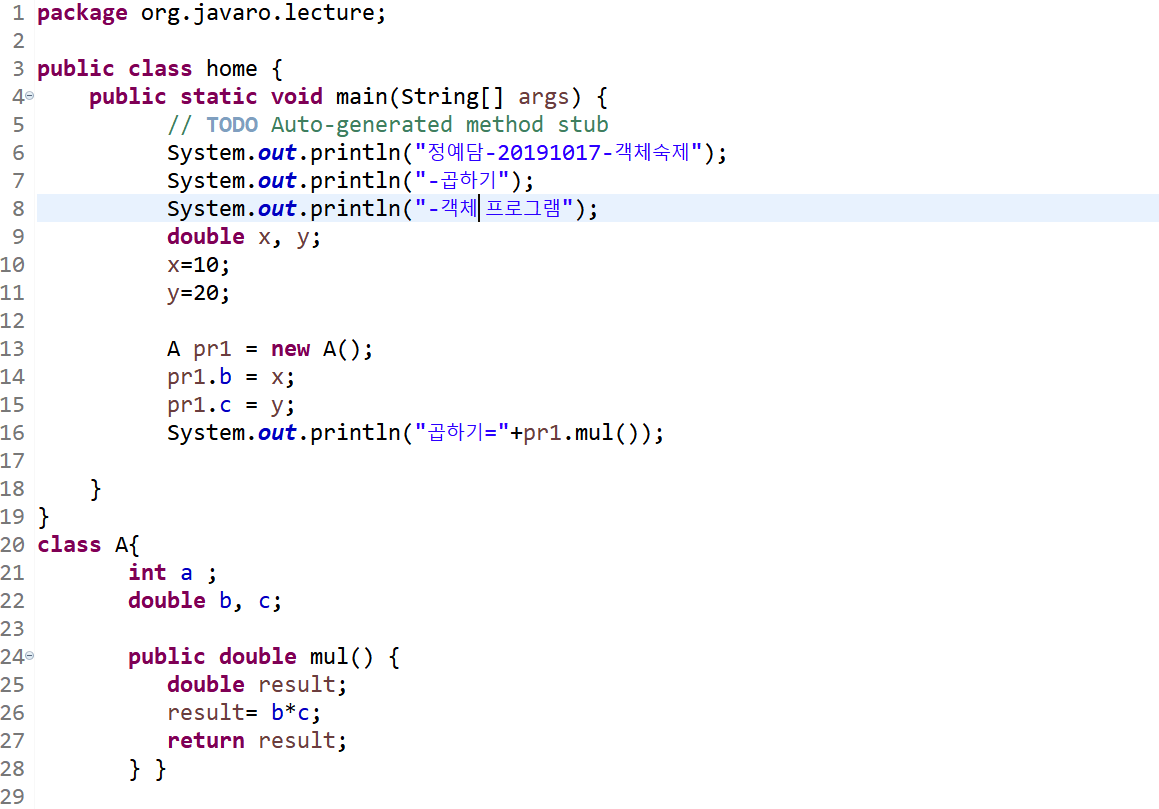 1 package org.javaro.lecture;
2
3 public class home {
4     public static void main(String[] args) {
5           // TODO Auto-generated method stub
6           System.out.println("정예담-20191017-객체숙제");
7           System.out.println("-곱하기");
8           System.out.println("-객체 프로그램");
9           double x, y;
10          x=10;
11          y=20;
12
13          A pr1 = new A();
14          pr1.b = x;
15          pr1.c = y;
16          System.out.println("곱하기="+pr1.mul());
17
18    }
19 }
20 class A{
21       int a ;
22       double b, c;
23
24       public double mul() {
25          double result;
26          result= b*c;
27          return result;
28       } }
29